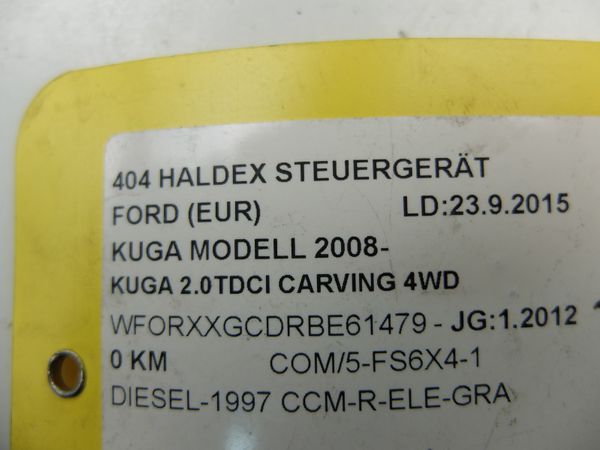 404 HALDEX STEUERGERÄT
FORD (EUR) LD:23.9.2015
KUGA MODELL 2008-
KUGA 2.0TDCI CARVING 4WD
WFORXXGCDRBE61479 - JG:1.2012
0 KM COM/5-FS6X4-1
DIESEL-1997 CCM-R-ELE-GRA